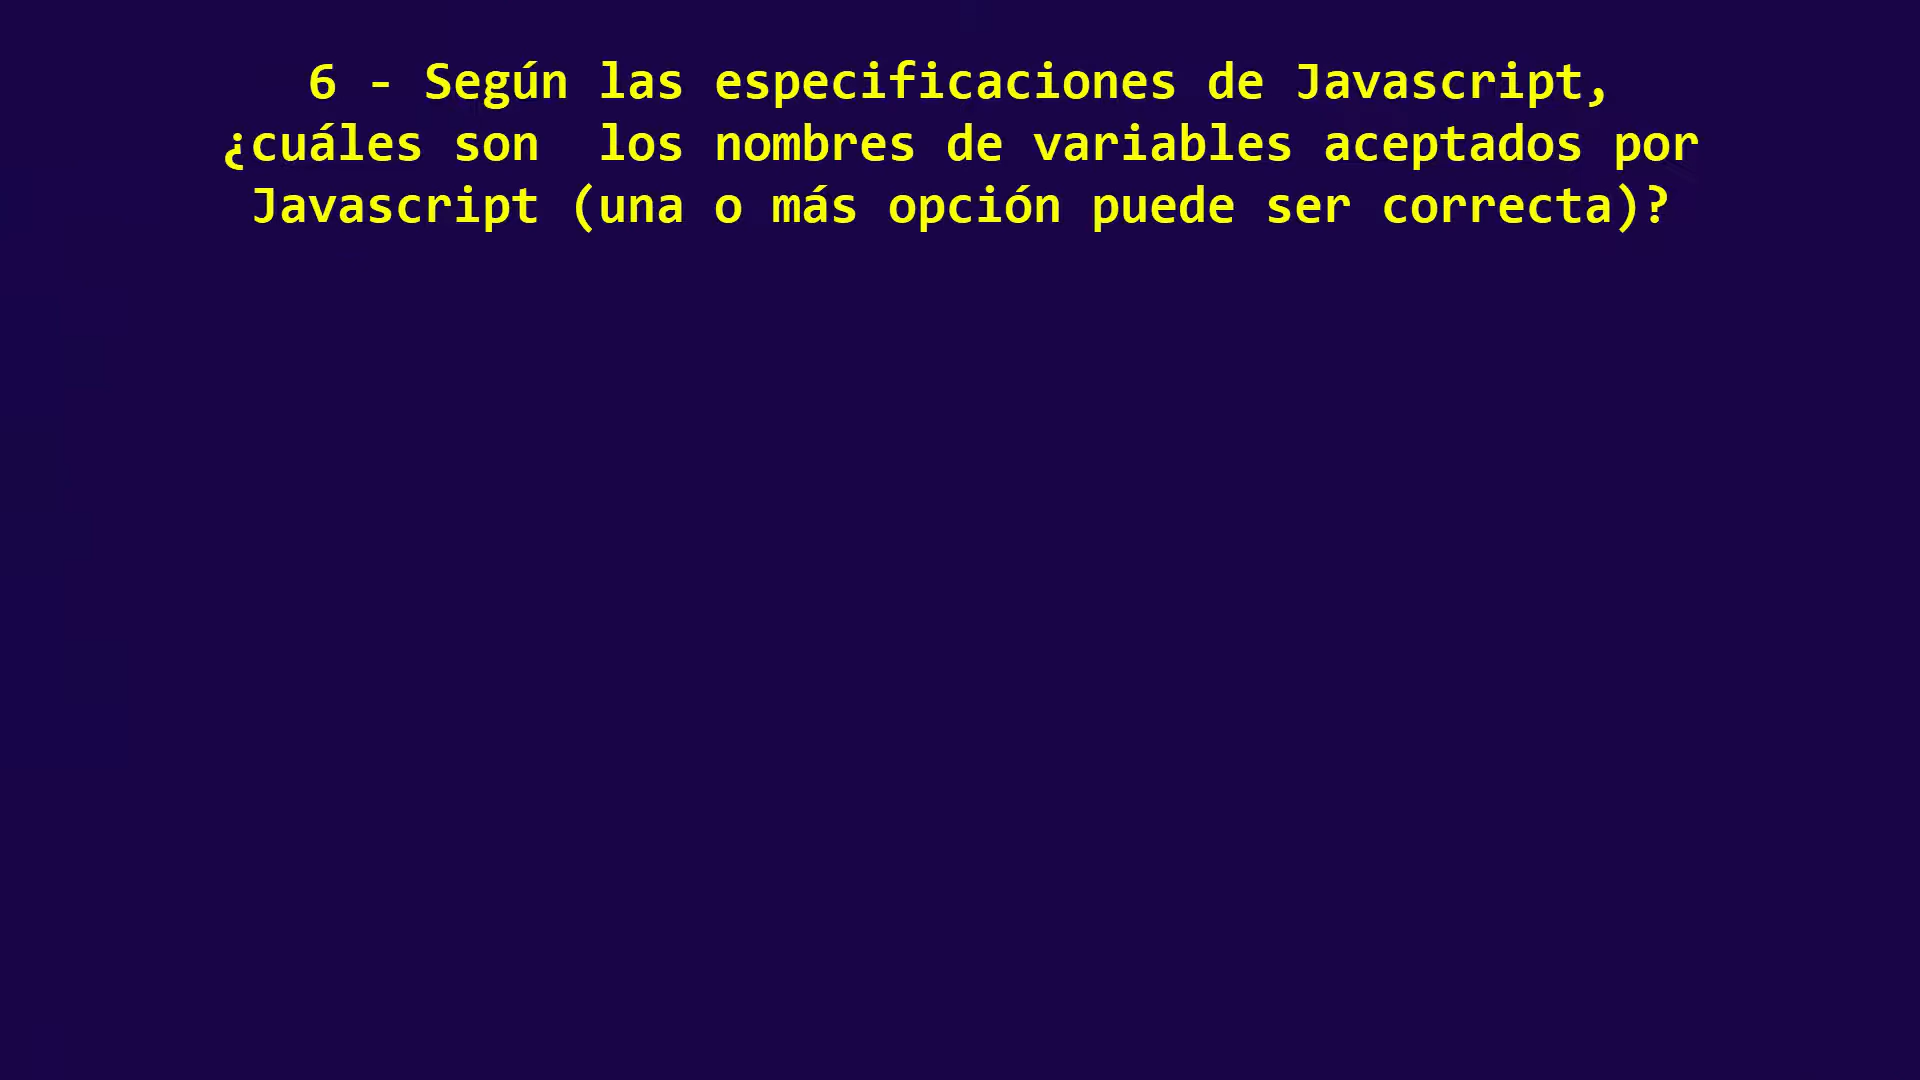 6 - Según las especificaciones de Javascript,
¿cuáles son  los nombres de variables aceptados por
Javascript (una o más opción puede ser correcta)?